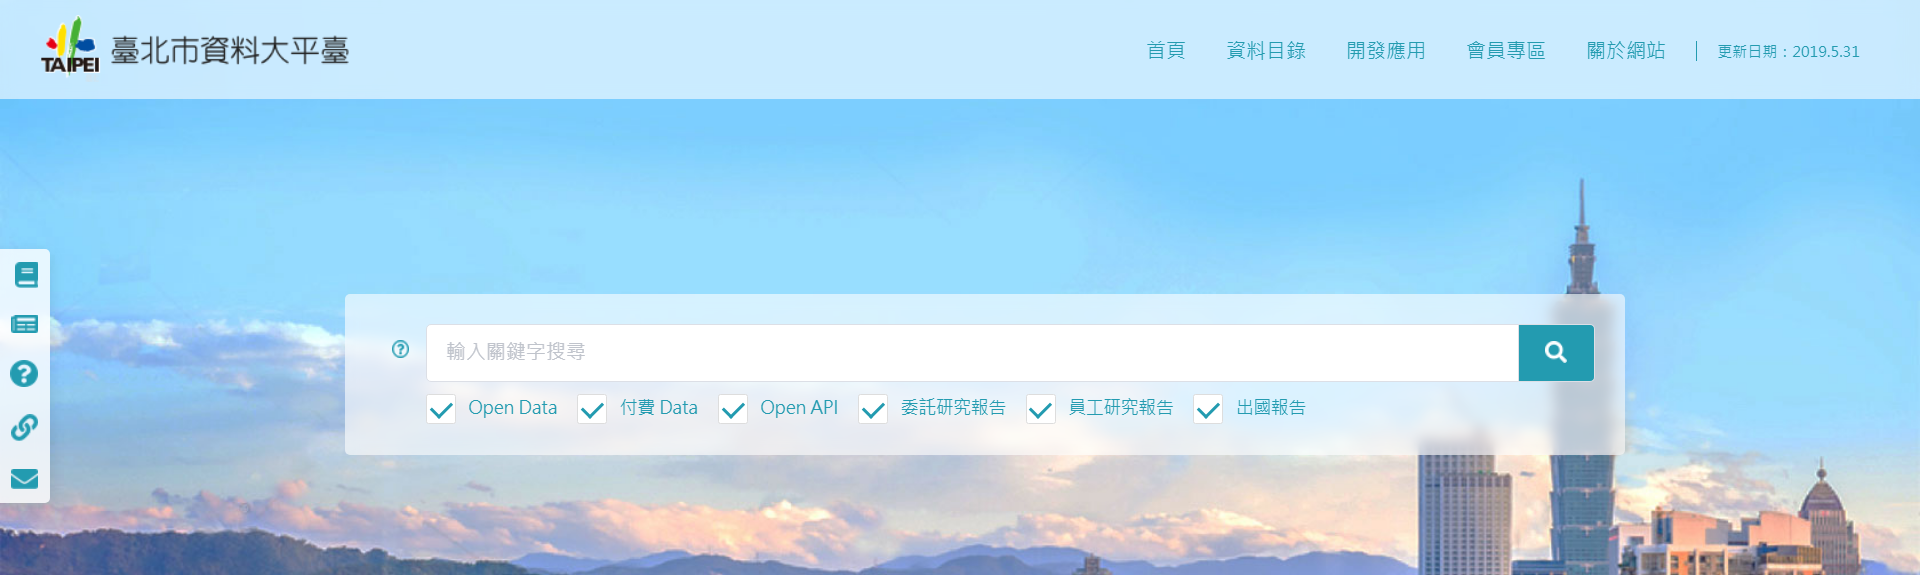 TAIPEI 臺北市資料大平臺
首頁 資料目錄 開發應用 會員專區 關於網站 更新日期：2019.5.31
輸入關鍵字搜尋
Open Data 付費 Data Open API 委託研究報告 員工研究報告 出國報告